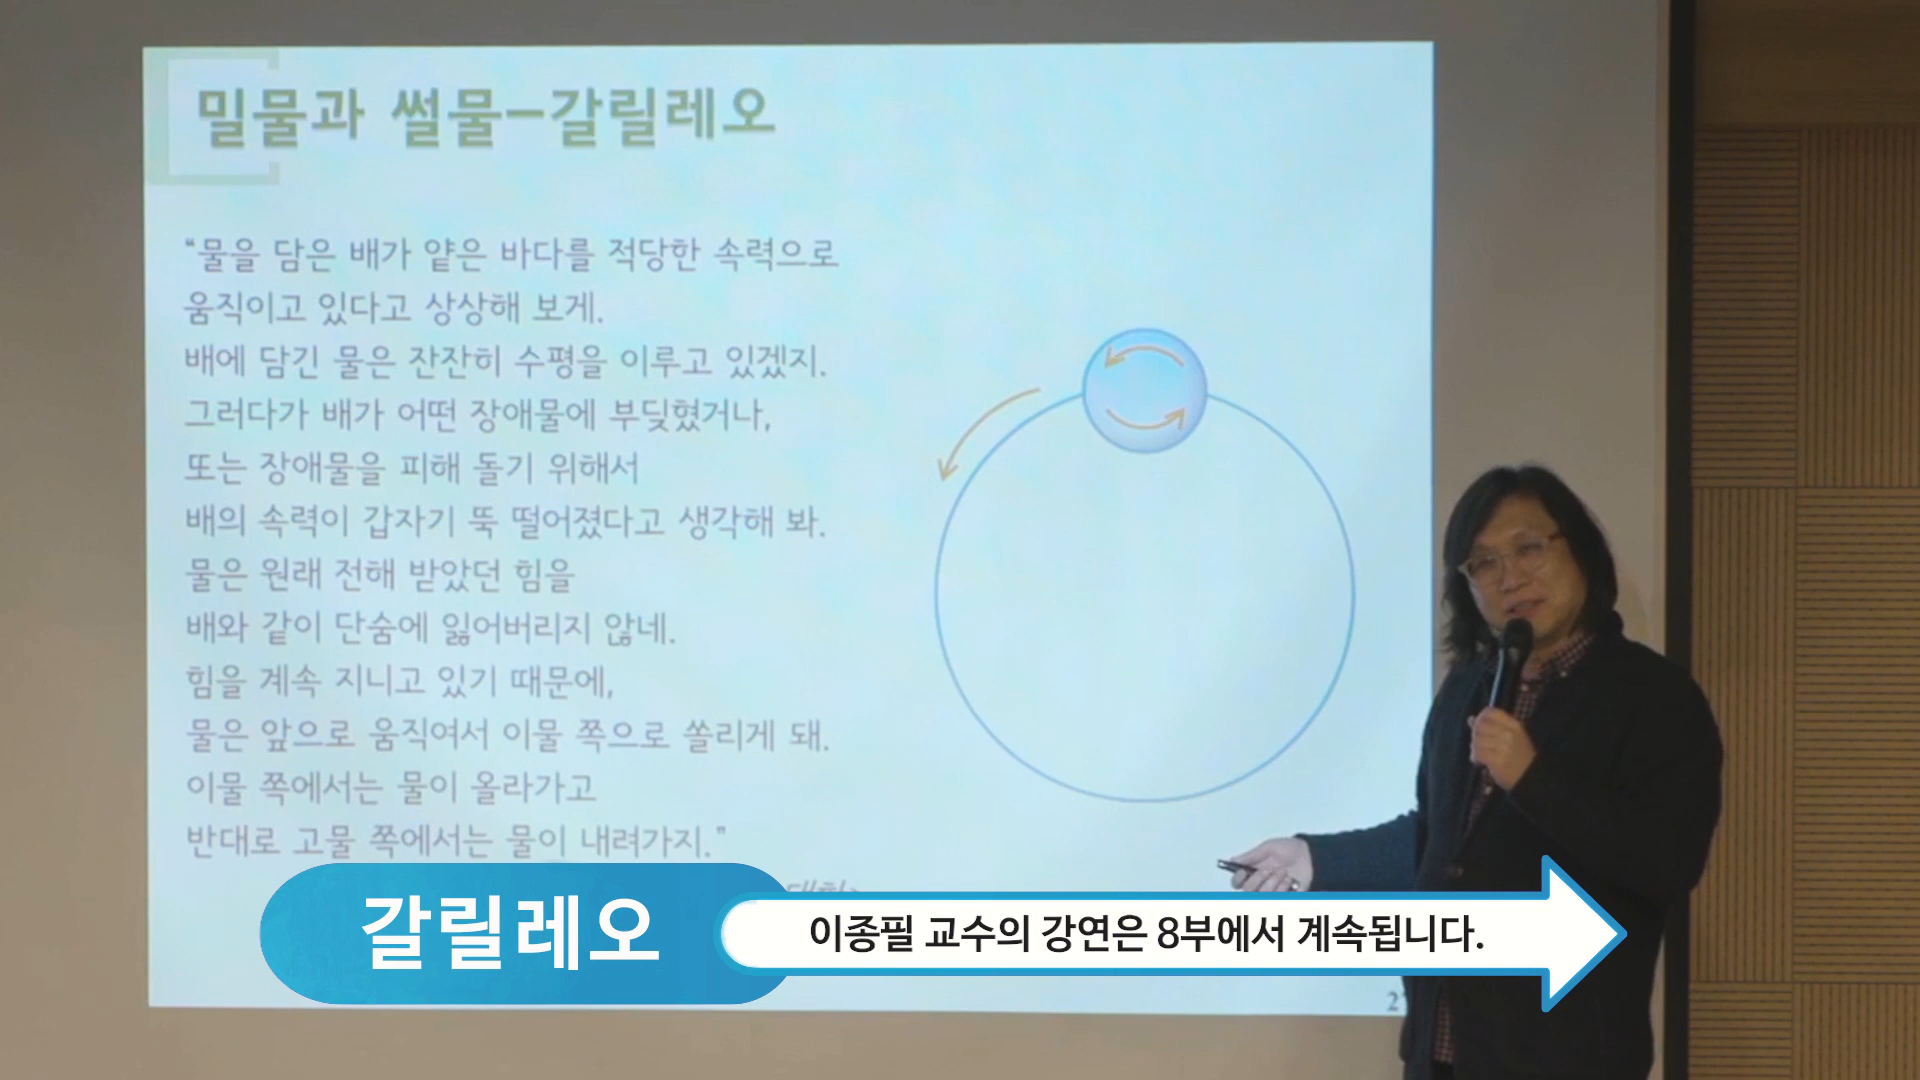 밀물과 썰물-갈릴레오
“물을 담은 배가 얕은 바다를 적당한 속력으로
움직이고 있다고 상상해 보게.
배에 담긴 물은 잔잔히 수평을 이루고 있겠지.
그러다가 배가 어떤 장애물에 부딪혔거나,
또는 장애물을 피해 돌기 위해서
배의 속력이 갑자기 뚝 떨어졌다고 생각해 봐.
물은 원래 전해 받았던 힘을
배와 같이 단숨에 잃어버리지 않네.
힘을 계속 지니고 있기 때문에,
물은 앞으로 움직여서 이물 쪽으로 쏠리게 돼.
이물 쪽에서는 물이 올라가고
반대로 고물 쪽에서는 물이 내려가지.”
갈릴레오
이종필 교수의 강연은 8부에서 계속됩니다.